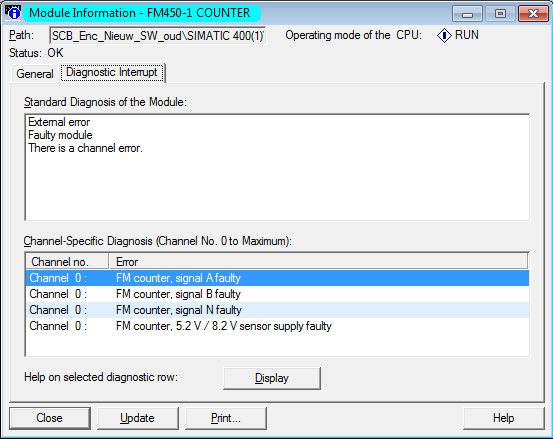 Module Information - FM450-1 COUNTER
Path: SCB_Enc_Nieuw_SW_oud\SIMATIC 400(1)\ Operating mode of the CPU: RUN
Status: OK
General Diagnostic Interrupt
Standard Diagnosis of the Module:
External error
Faulty module
There is a channel error.
Channel-Specific Diagnosis (Channel No. 0 to Maximum):
Channel no. Error
Channel 0 : FM counter, signal A faulty
Channel 0 : FM counter, signal B faulty
Channel 0 : FM counter, signal N faulty
Channel 0 : FM counter, 5.2 V / 8.2 V sensor supply faulty
Help on selected diagnostic row: Display
Close Update Print... Help